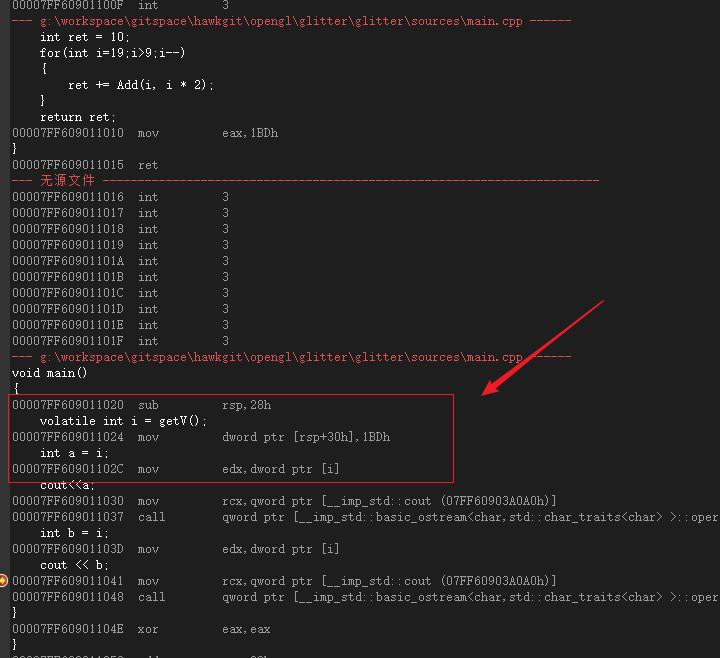 00007FF60901100F  int         3
--- g:\workspace\gitspace\hawkgit\opengl\glitter\glitter\sources\main.cpp ------
    int ret = 10;
    for(int i=19;i>9;i--)
    {
        ret += Add(i, i * 2);
    }
    return ret;
00007FF609011010  mov         eax,1BDh
}
00007FF609011015  ret
--- 无源文件 -----------------------------------------------------------------------
00007FF609011016  int         3
00007FF609011017  int         3
00007FF609011018  int         3
00007FF609011019  int         3
00007FF60901101A  int         3
00007FF60901101B  int         3
00007FF60901101C  int         3
00007FF60901101D  int         3
00007FF60901101E  int         3
00007FF60901101F  int         3
--- g:\workspace\gitspace\hawkgit\opengl\glitter\glitter\sources\main.cpp ------
void main()
{
00007FF609011020  sub         rsp,28h
    volatile int i = getV();
00007FF609011024  mov         dword ptr [rsp+30h],1BDh
    int a = i;
00007FF60901102C  mov         edx,dword ptr [i]
    cout<<a;
00007FF609011030  mov         rcx,qword ptr [__imp_std::cout (07FF60903A0A0h)]
00007FF609011037  call        qword ptr [__imp_std::basic_ostream<char,std::char_traits<char> >::oper
    int b = i;
00007FF60901103D  mov         edx,dword ptr [i]
    cout << b;
00007FF609011041  mov         rcx,qword ptr [__imp_std::cout (07FF60903A0A0h)]
00007FF609011048  call        qword ptr [__imp_std::basic_ostream<char,std::char_traits<char> >::oper
}
00007FF60901104E  xor         eax,eax
}